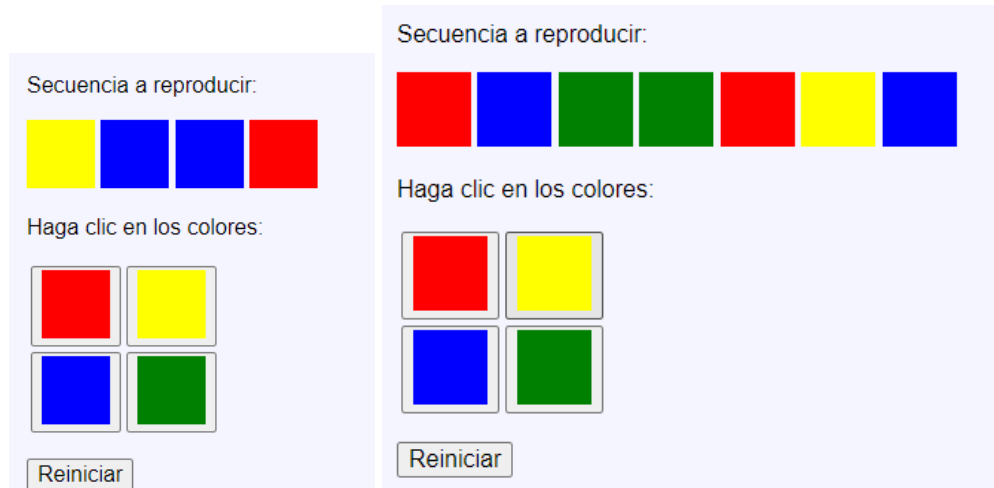 Secuencia a reproducir:
Haga clic en los colores:
Reiniciar
Secuencia a reproducir:
Haga clic en los colores:
Reiniciar